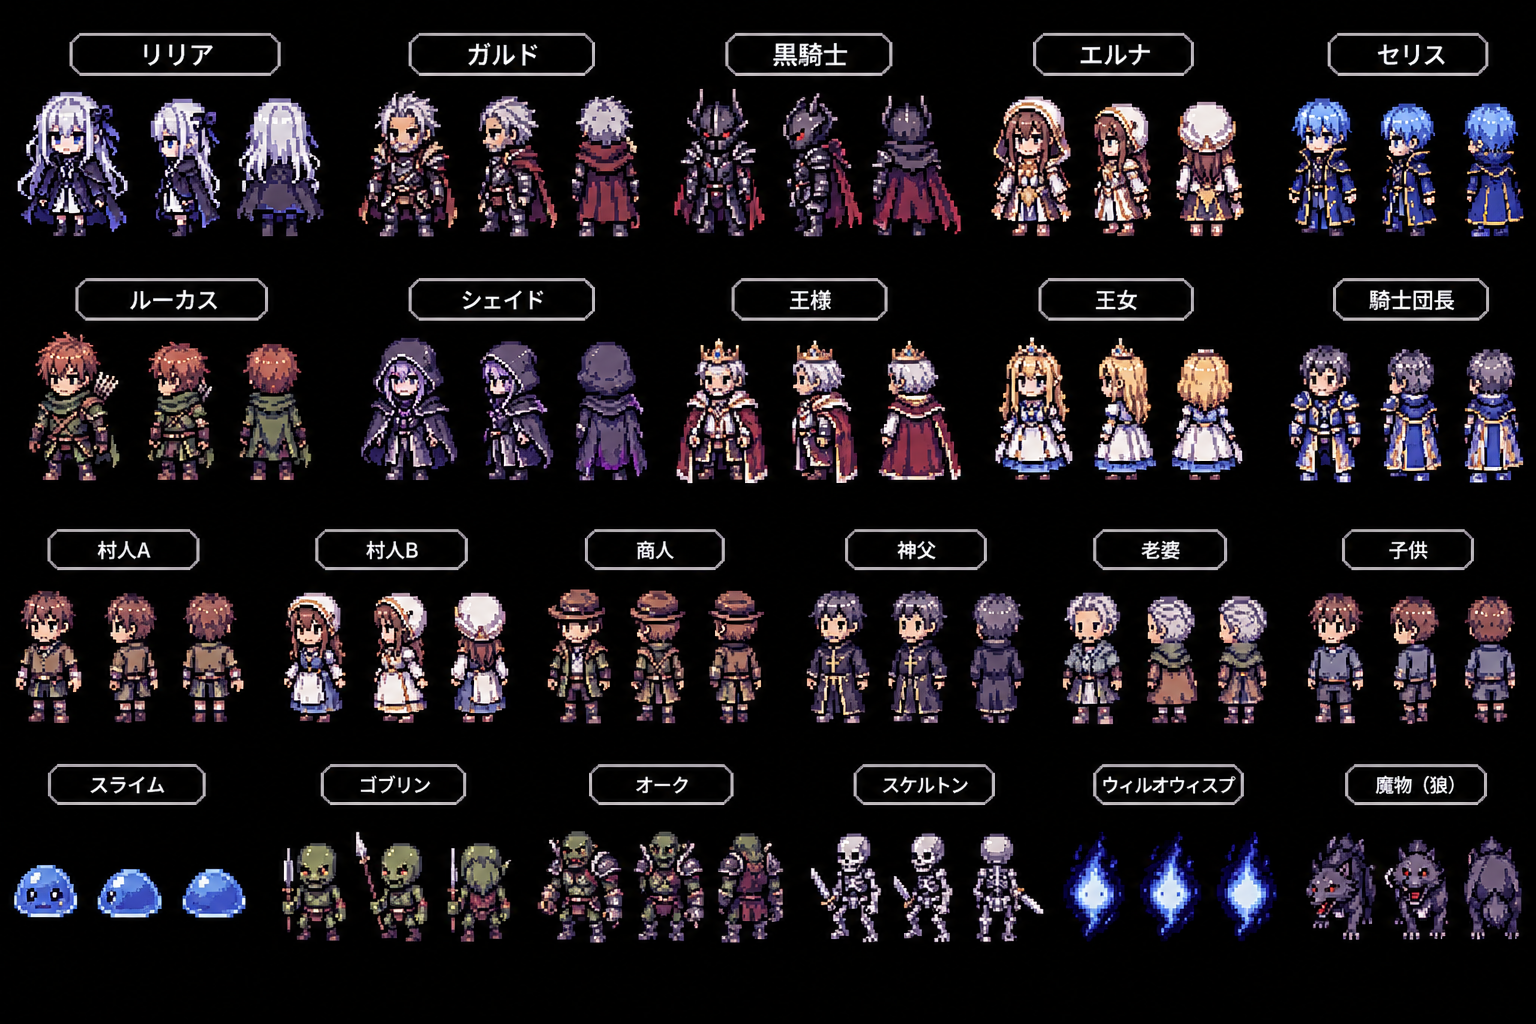 リリア
ガルド
黒騎士
エルナ
セリス
ルーカス
シェイド
王様
王女
騎士団長
村人A
村人B
商人
神父
老婆
子供
スライム
ゴブリン
オーク
スケルトン
ウィルオウィスプ
魔物（狼）